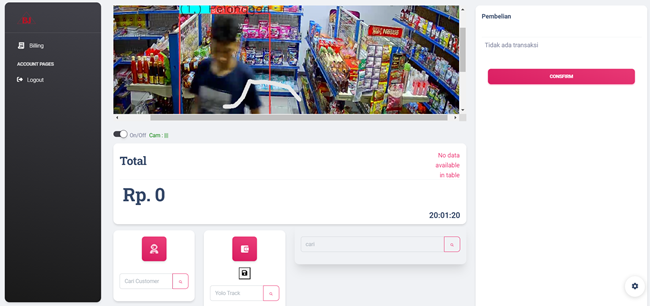 Billing
ACCOUNT PAGES
Logout
On/Off
Cam :
Total
No data
available
in table
Rp. 0
20:01:20
Cari Customer
Yolo Track
cari
Pembelian
Tidak ada transaksi
CONSFIRM